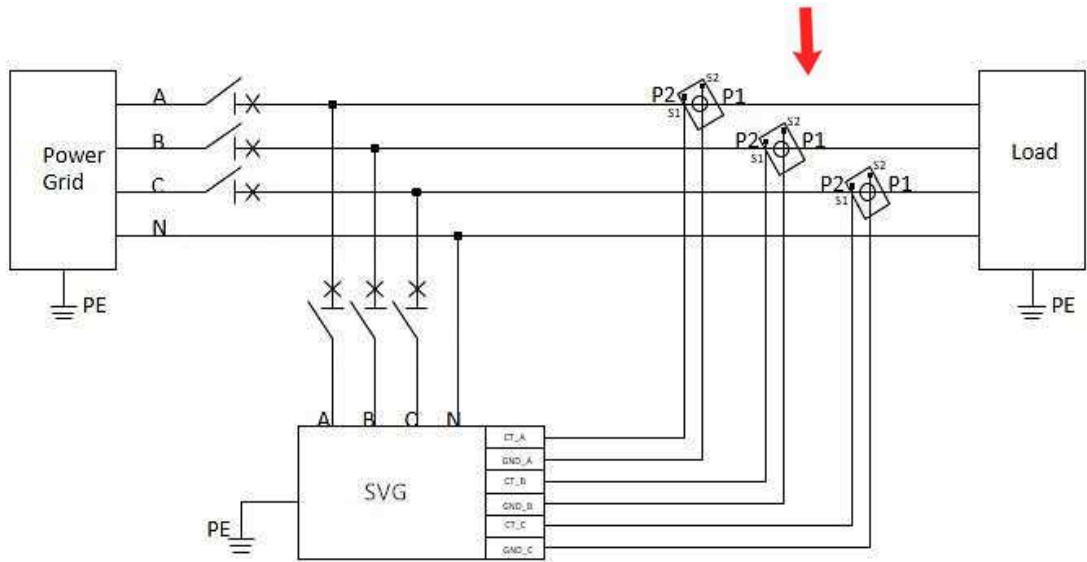 A
S2
P2
P1
S1
B
S2
P2
P1
S1
Power
Grid
Load
C
S2
P2
P1
S1
N
PE
PE
A
B
C
N
CT_A
GND_A
CT_B
SVG
GND_B
CT_C
PE
GND_C